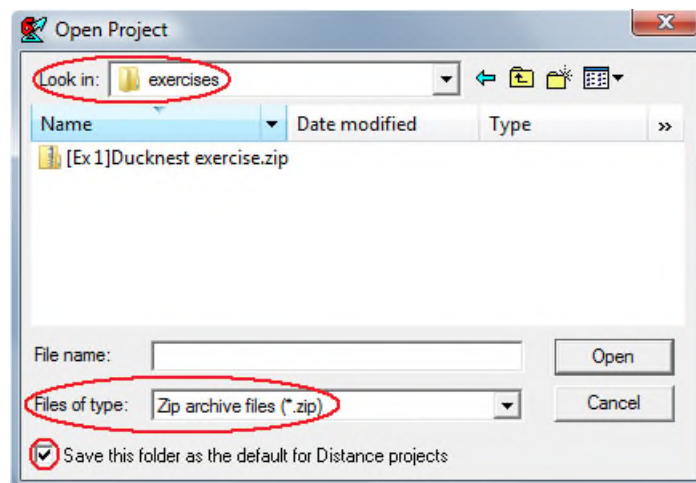 Open Project
Look in: exercises
Name Date modified Type »
[Ex 1]Ducknest exercise.zip
File name: Open
Files of type: Zip archive files (*.zip) Cancel
Save this folder as the default for Distance projects